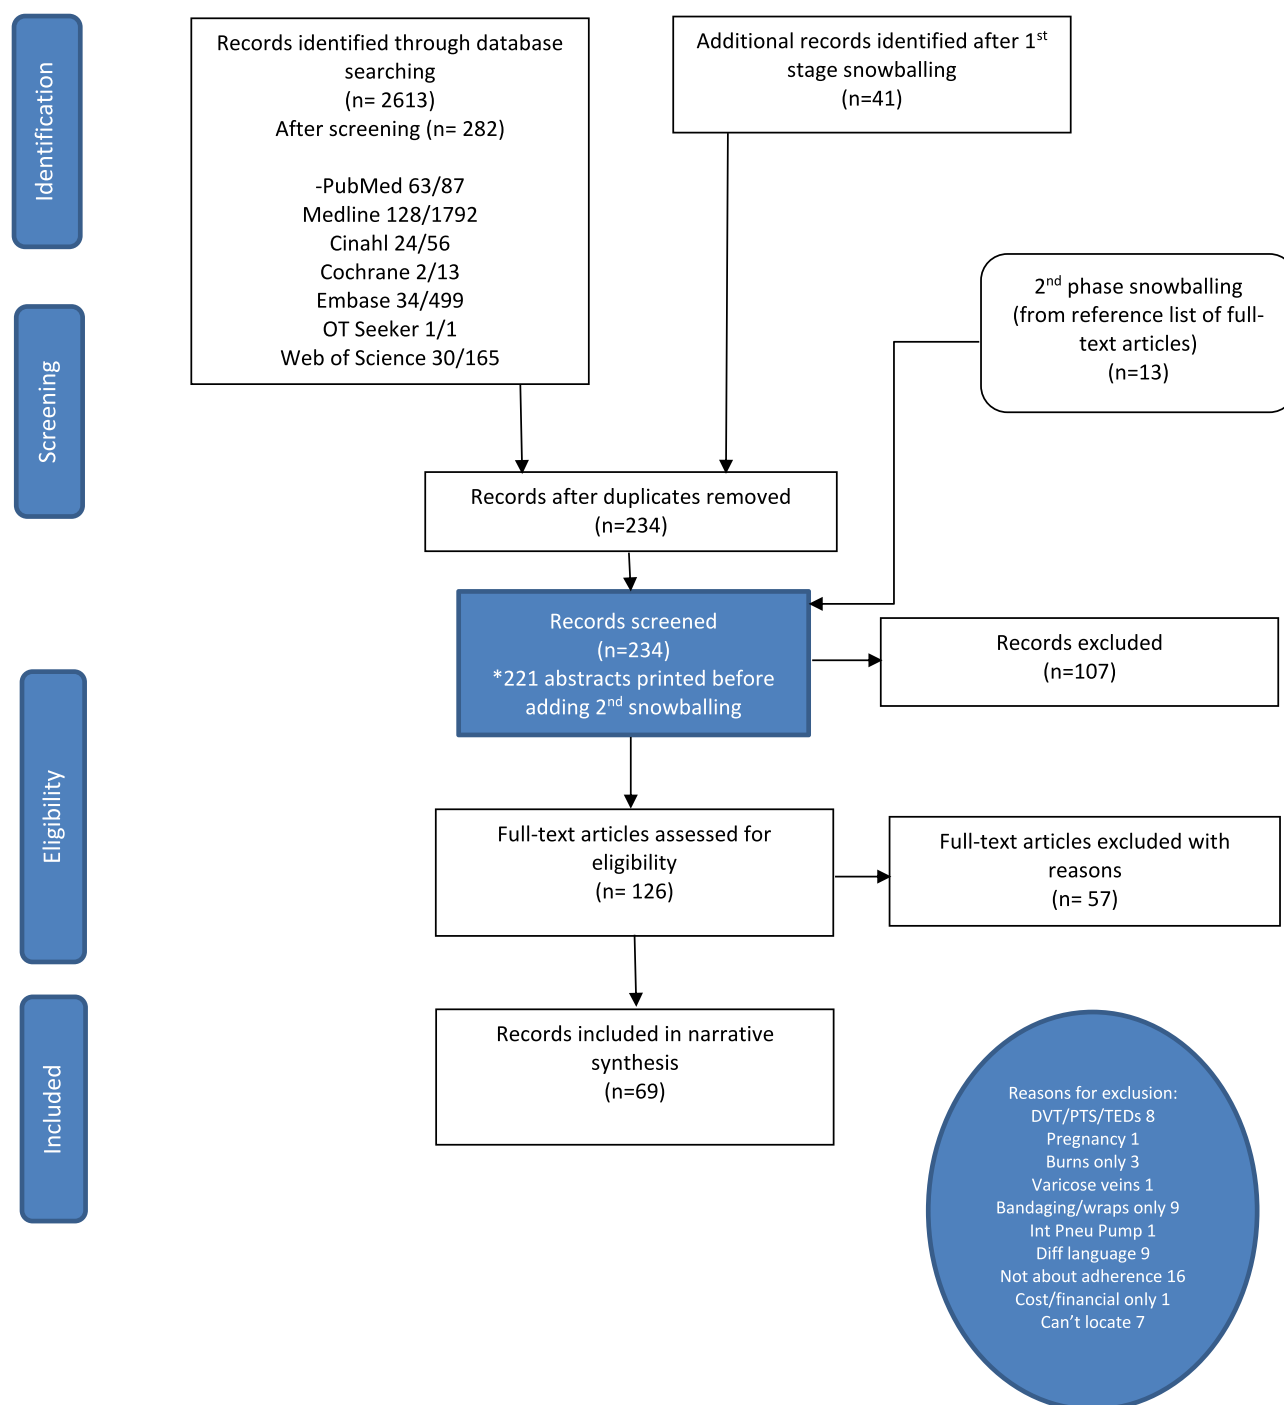 Identification
Records identified through database
searching
(n= 2613)
After screening (n= 282)
-PubMed 63/87
Medline 128/1792
Cinahl 24/56
Cochrane 2/13
Embase 34/499
OT Seeker 1/1
Web of Science 30/165
Additional records identified after 1st
stage snowballing
(n=41)
2nd phase snowballing
(from reference list of full-
text articles)
(n=13)
Screening
Records after duplicates removed
(n=234)
Records screened
(n=234)
*221 abstracts printed before
adding 2nd snowballing
Records excluded
(n=107)
Eligibility
Full-text articles assessed for
eligibility
(n= 126)
Full-text articles excluded with
reasons
(n= 57)
Included
Records included in narrative
synthesis
(n=69)
Reasons for exclusion:
DVT/PTS/TEDs 8
Pregnancy 1
Burns only 3
Varicose veins 1
Bandaging/wraps only 9
Int Pneu Pump 1
Diff language 9
Not about adherence 16
Cost/financial only 1
Can’t locate 7